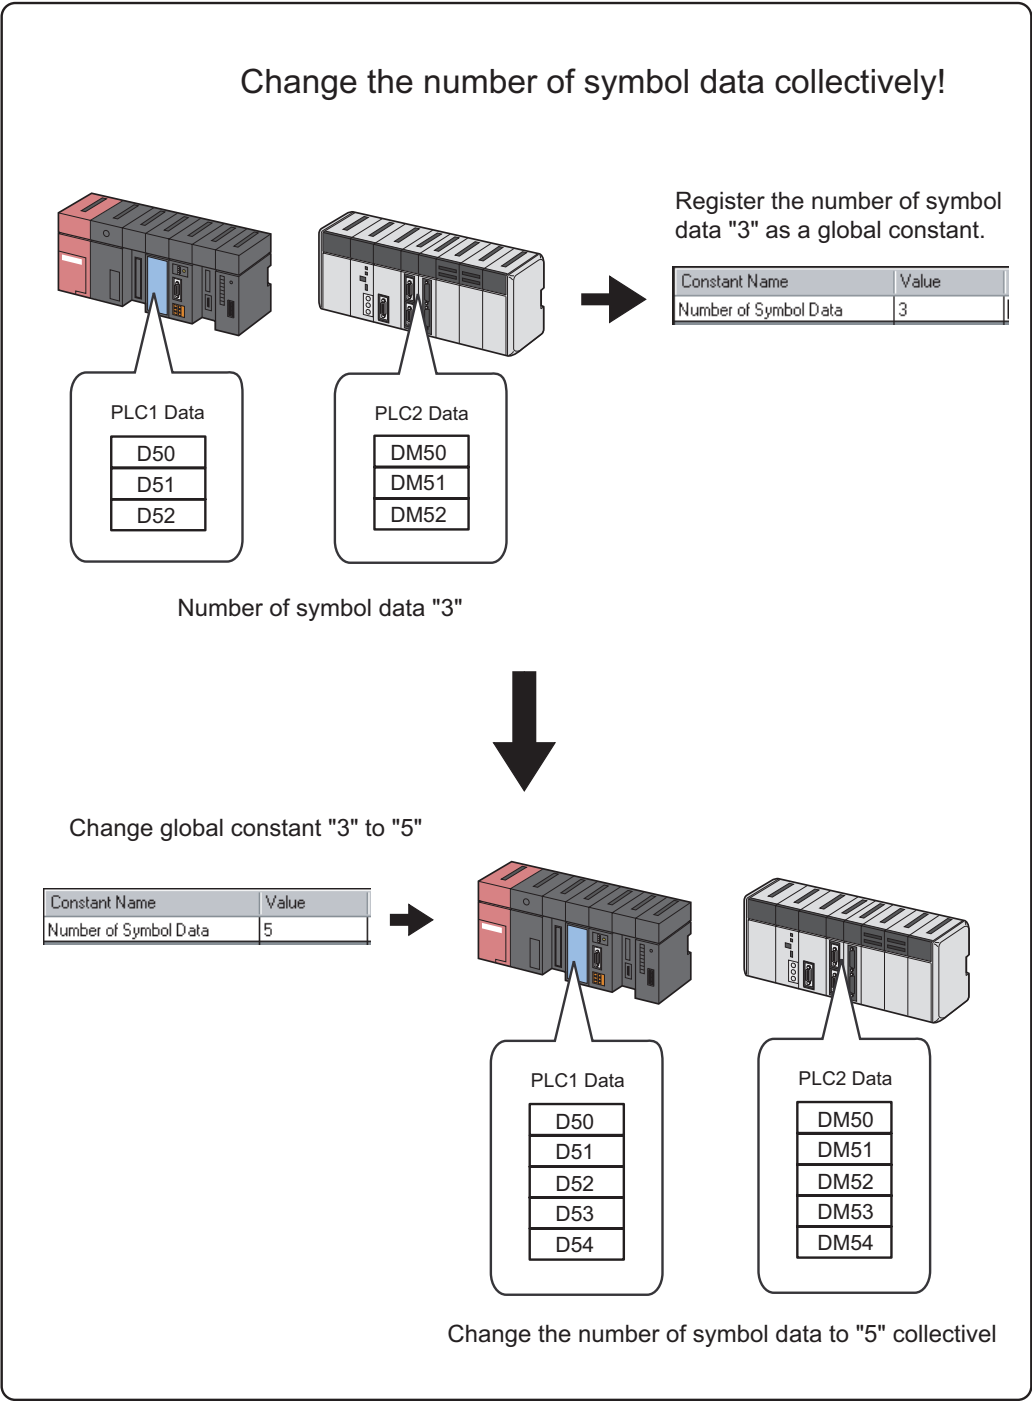 Change the number of symbol data collectively!
Register the number of symbol
data "3" as a global constant.
Constant Name Value
Number of Symbol Data 3
PLC1 Data
D50
D51
D52
PLC2 Data
DM50
DM51
DM52
Number of symbol data "3"
Change global constant "3" to "5"
Constant Name Value
Number of Symbol Data 5
PLC1 Data
D50
D51
D52
D53
D54
PLC2 Data
DM50
DM51
DM52
DM53
DM54
Change the number of symbol data to "5" collectivel